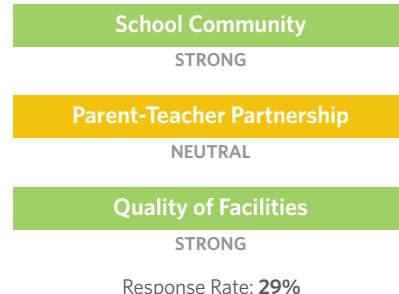 School Community
STRONG
Parent-Teacher Partnership
NEUTRAL
Quality of Facilities
STRONG
Response Rate: 29%